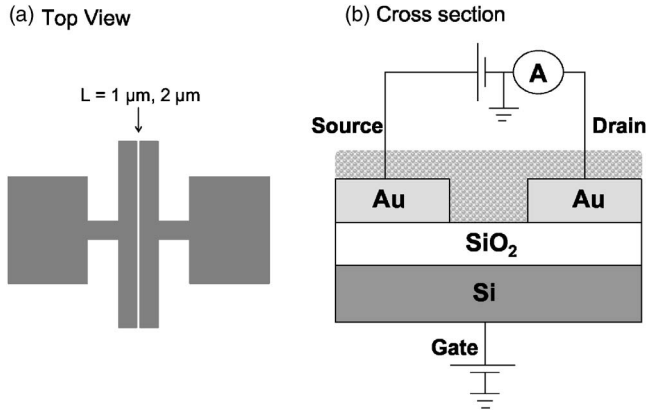 (a) Top View
L = 1 µm, 2 µm
(b) Cross section
A
Source
Drain
Au
Au
SiO₂
Si
Gate